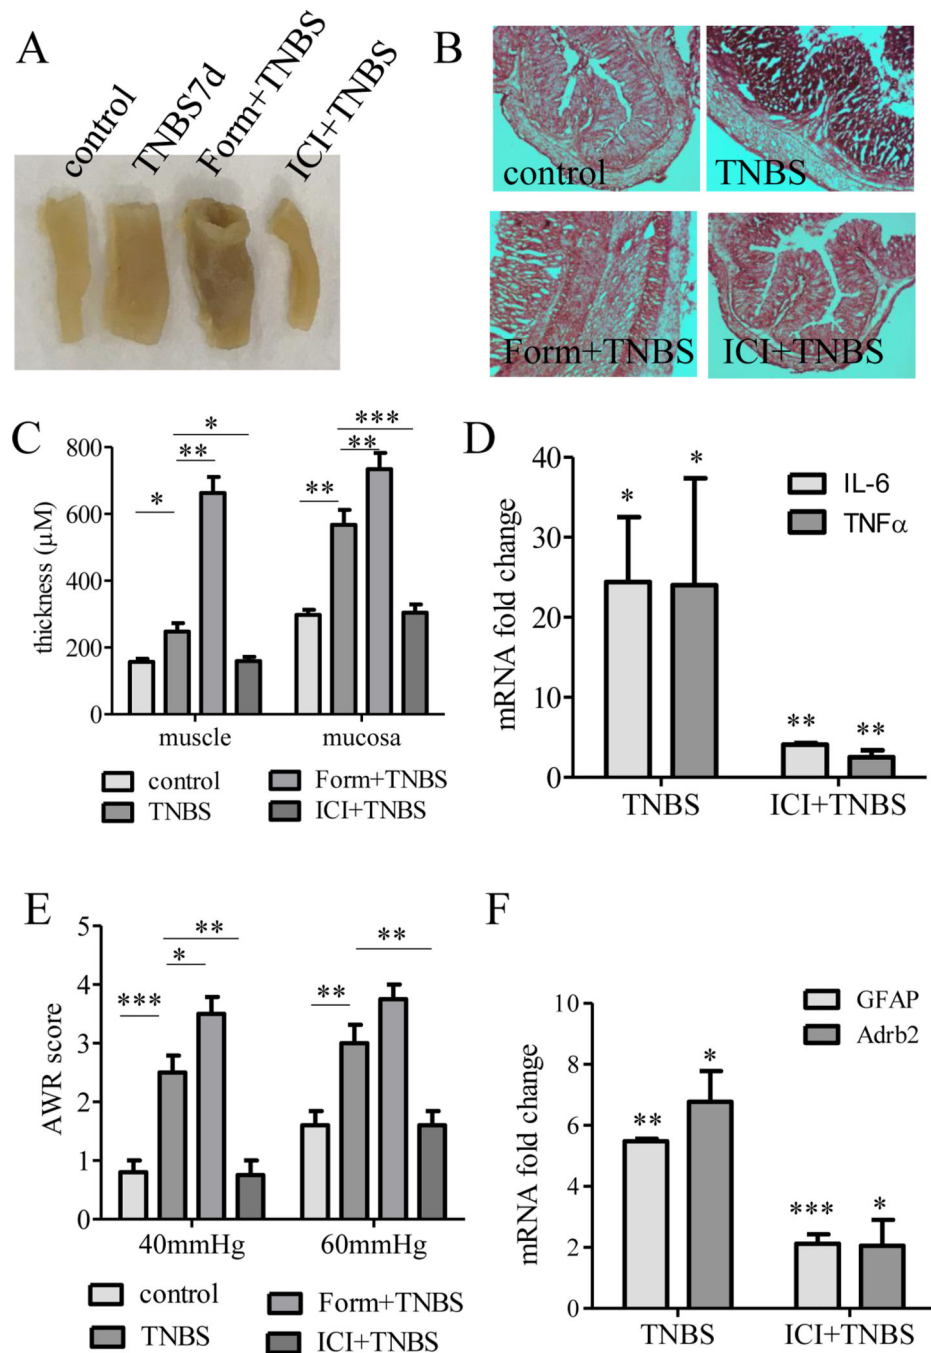 A
control
TNBS7d
Form+TNBS
ICI+TNBS
B
control
TNBS
Form+TNBS
ICI+TNBS
C
thickness (µM)
800
600
400
200
0
*
**
*
**
**
***
muscle
mucosa
control
TNBS
Form+TNBS
ICI+TNBS
D
mRNA fold change
40
30
20
10
0
*
*
**
**
IL-6
TNFα
TNBS
ICI+TNBS
E
AWR score
5
4
3
2
1
0
***
*
**
**
**
40mmHg
60mmHg
control
TNBS
Form+TNBS
ICI+TNBS
F
mRNA fold change
10
8
6
4
2
0
**
*
***
*
GFAP
Adrb2
TNBS
ICI+TNBS